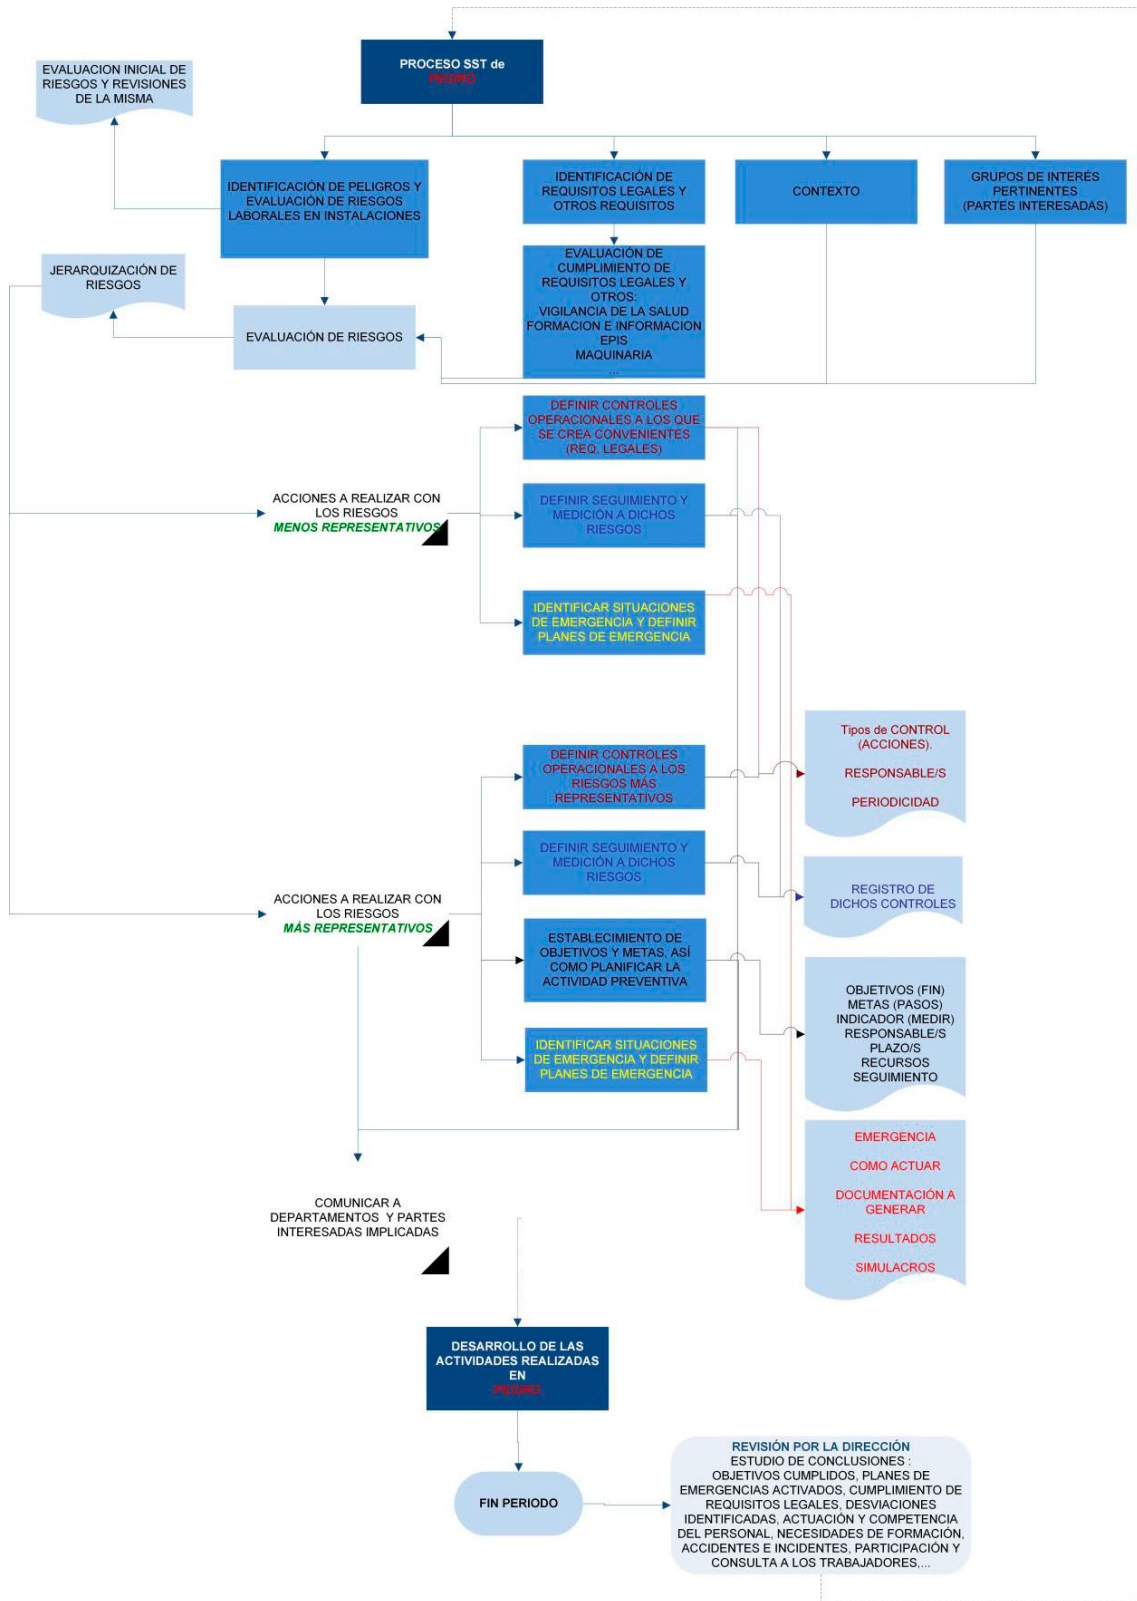 PROCESO SST de
EVALUACION INICIAL DE
RIESGOS Y REVISIONES
DE LA MISMA
IDENTIFICACIÓN DE PELIGROS Y
EVALUACIÓN DE RIESGOS
LABORALES EN INSTALACIONES
IDENTIFICACIÓN DE
REQUISITOS LEGALES Y
OTROS REQUISITOS
CONTEXTO
GRUPOS DE INTERÉS
PERTINENTES
(PARTES INTERESADAS)
EVALUACIÓN DE
CUMPLIMIENTO DE
REQUISITOS LEGALES Y
OTROS:
VIGILANCIA DE LA SALUD
FORMACION E INFORMACION
EPIS
MAQUINARIA
...
JERARQUIZACIÓN DE
RIESGOS
EVALUACIÓN DE RIESGOS
DEFINIR CONTROLES
OPERACIONALES A LOS QUE
SE CREA CONVENIENTES
(REQ. LEGALES)
ACCIONES A REALIZAR CON
LOS RIESGOS
MENOS REPRESENTATIVOS
DEFINIR SEGUIMIENTO Y
MEDICIÓN A DICHOS
RIESGOS
IDENTIFICAR SITUACIONES
DE EMERGENCIA Y DEFINIR
PLANES DE EMERGENCIA
Tipos de CONTROL
(ACCIONES).
RESPONSABLE/S
PERIODICIDAD
DEFINIR CONTROLES
OPERACIONALES A LOS
RIESGOS MÁS
REPRESENTATIVOS
DEFINIR SEGUIMIENTO Y
MEDICIÓN A DICHOS
RIESGOS
REGISTRO DE
DICHOS CONTROLES
ACCIONES A REALIZAR CON
LOS RIESGOS
MÁS REPRESENTATIVOS
ESTABLECIMIENTO DE
OBJETIVOS Y METAS, ASÍ
COMO PLANIFICAR LA
ACTIVIDAD PREVENTIVA
OBJETIVOS (FIN)
METAS (PASOS)
INDICADOR (MEDIR)
RESPONSABLE/S
PLAZO/S
RECURSOS
SEGUIMIENTO
IDENTIFICAR SITUACIONES
DE EMERGENCIA Y DEFINIR
PLANES DE EMERGENCIA
EMERGENCIA
COMO ACTUAR
DOCUMENTACIÓN A
GENERAR
RESULTADOS
SIMULACROS
COMUNICAR A
DEPARTAMENTOS Y PARTES
INTERESADAS IMPLICADAS
DESARROLLO DE LAS
ACTIVIDADES REALIZADAS
EN
FIN PERIODO
REVISIÓN POR LA DIRECCIÓN
ESTUDIO DE CONCLUSIONES :
OBJETIVOS CUMPLIDOS, PLANES DE
EMERGENCIAS ACTIVADOS, CUMPLIMIENTO DE
REQUISITOS LEGALES, DESVIACIONES
IDENTIFICADAS, ACTUACIÓN Y COMPETENCIA
DEL PERSONAL, NECESIDADES DE FORMACIÓN,
ACCIDENTES E INCIDENTES, PARTICIPACIÓN Y
CONSULTA A LOS TRABAJADORES,...